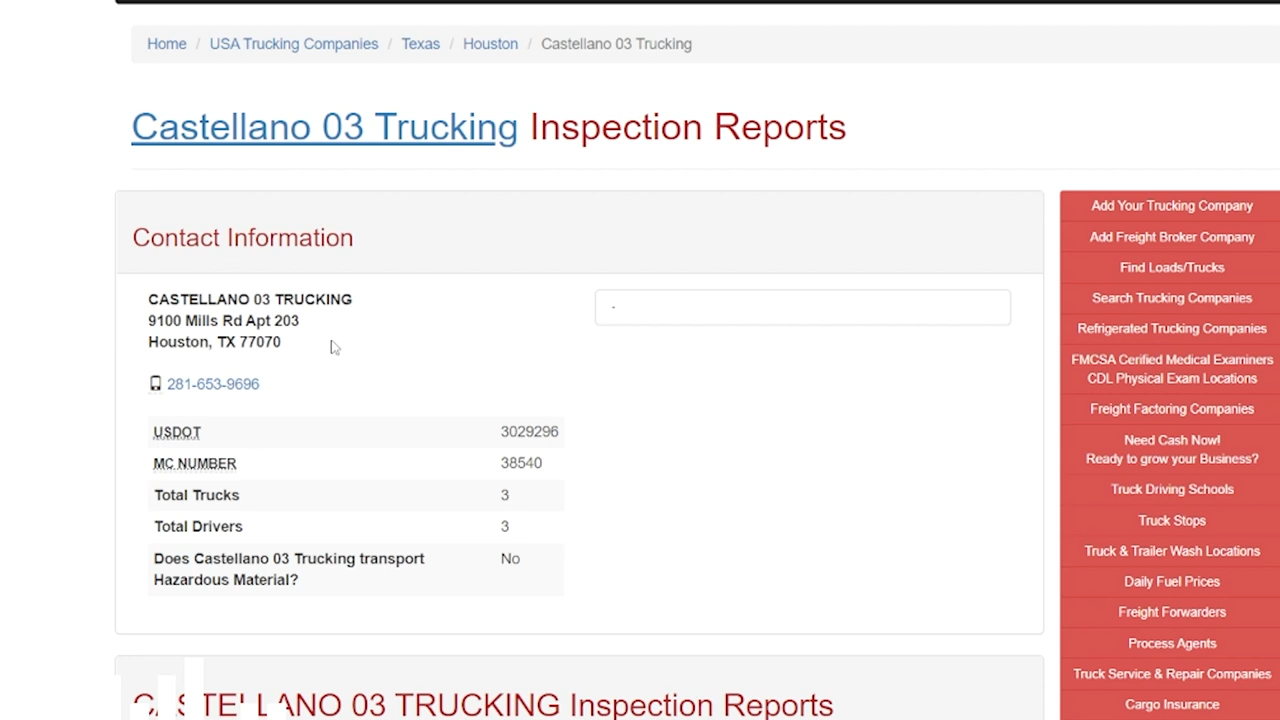 Home / USA Trucking Companies / Texas / Houston / Castellano 03 Trucking
Castellano 03 Trucking Inspection Reports
Contact Information
CASTELLANO 03 TRUCKING
9100 Mills Rd Apt 203
Houston, TX 77070
281-653-9696
USDOT 3029296
MC NUMBER 38540
Total Trucks 3
Total Drivers 3
Does Castellano 03 Trucking transport No
Hazardous Material?
CASTELLANO 03 TRUCKING Inspection Reports
Add Your Trucking Company
Add Freight Broker Company
Find Loads/Trucks
Search Trucking Companies
Refrigerated Trucking Companies
FMCSA Cerified Medical Examiners
CDL Physical Exam Locations
Freight Factoring Companies
Need Cash Now!
Ready to grow your Business?
Truck Driving Schools
Truck Stops
Truck & Trailer Wash Locations
Daily Fuel Prices
Freight Forwarders
Process Agents
Truck Service & Repair Companies
Cargo Insurance